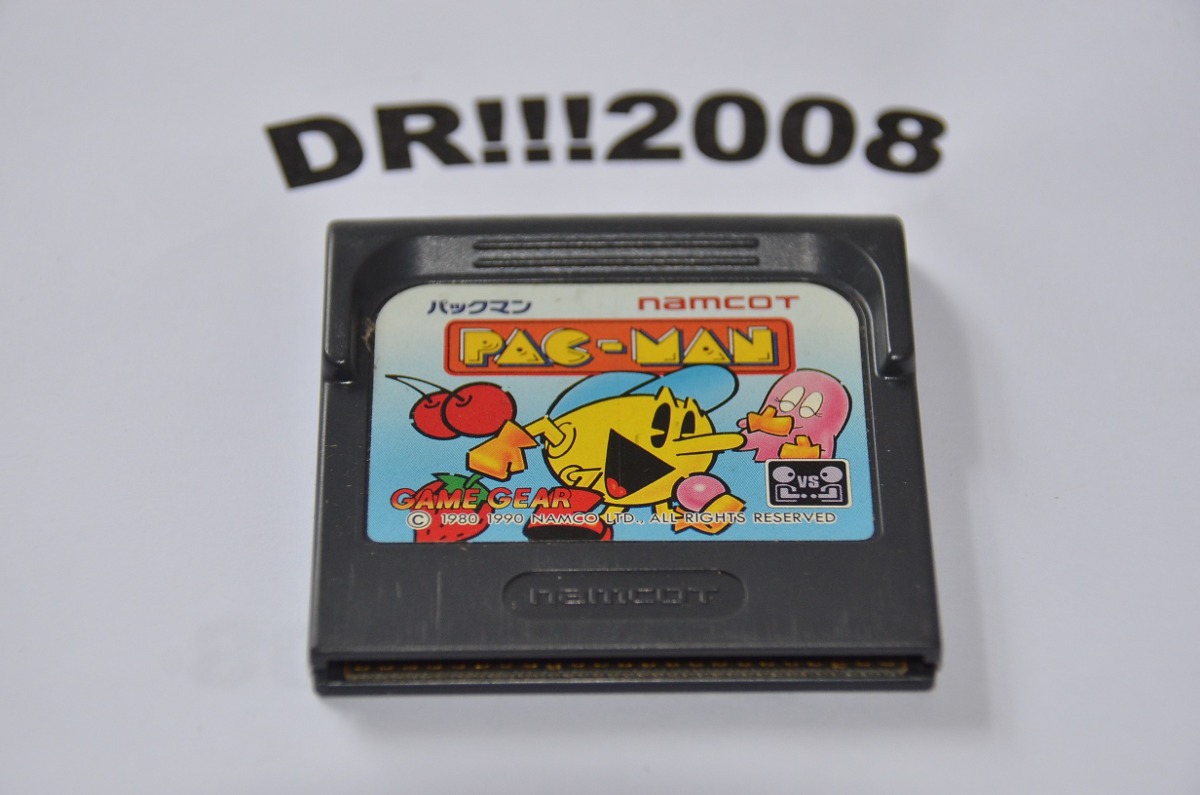 DR!!!2008
パックマン namcot
PAC-MAN
VS
GAME GEAR
© 1980 1990 NAMCO LTD., ALL RIGHTS RESERVED
namcot